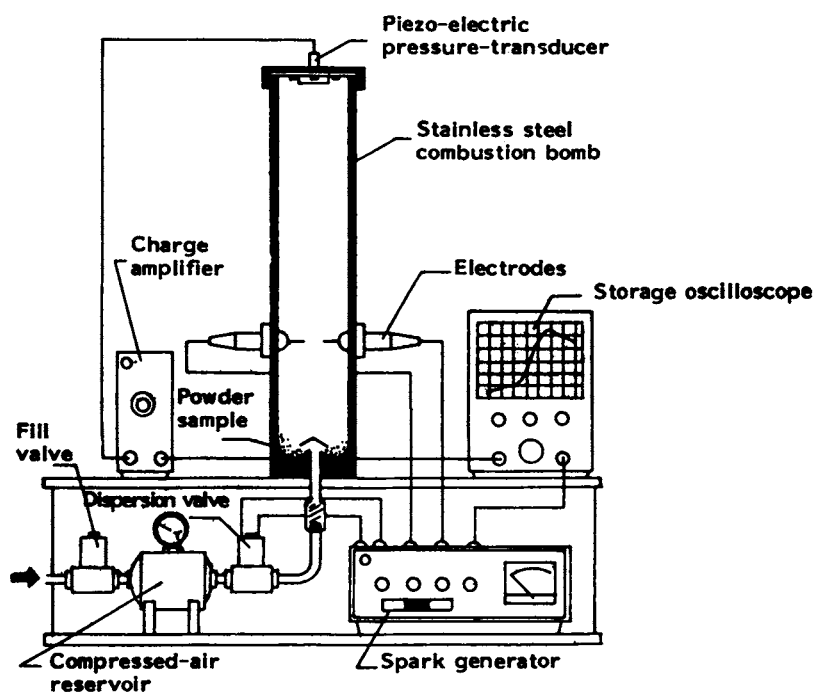 Piezo-electric
pressure-transducer
Stainless steel
combustion bomb
Charge
amplifier
Electrodes
Storage oscilloscope
Powder
sample
Fill
valve
Dispersion valve
Compressed-air
reservoir
Spark generator